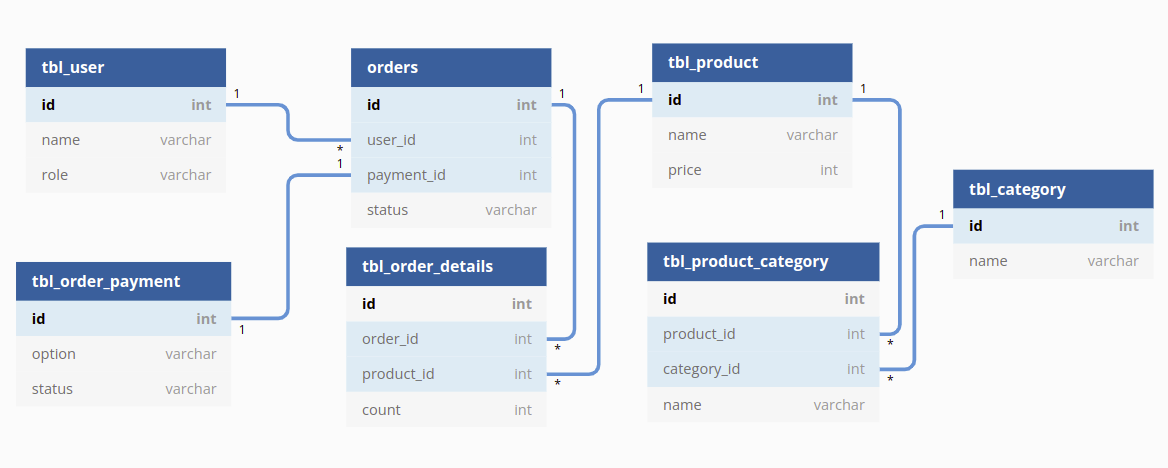 tbl_user
id int
name varchar
role varchar
1
*
orders
id int
user_id int
payment_id int
status varchar
1
1
tbl_order_payment
id int
option varchar
status varchar
1
tbl_order_details
id int
order_id int
product_id int
count int
*
*
tbl_product
id int
name varchar
price int
1
1
tbl_product_category
id int
product_id int
category_id int
name varchar
*
*
tbl_category
id int
name varchar
1